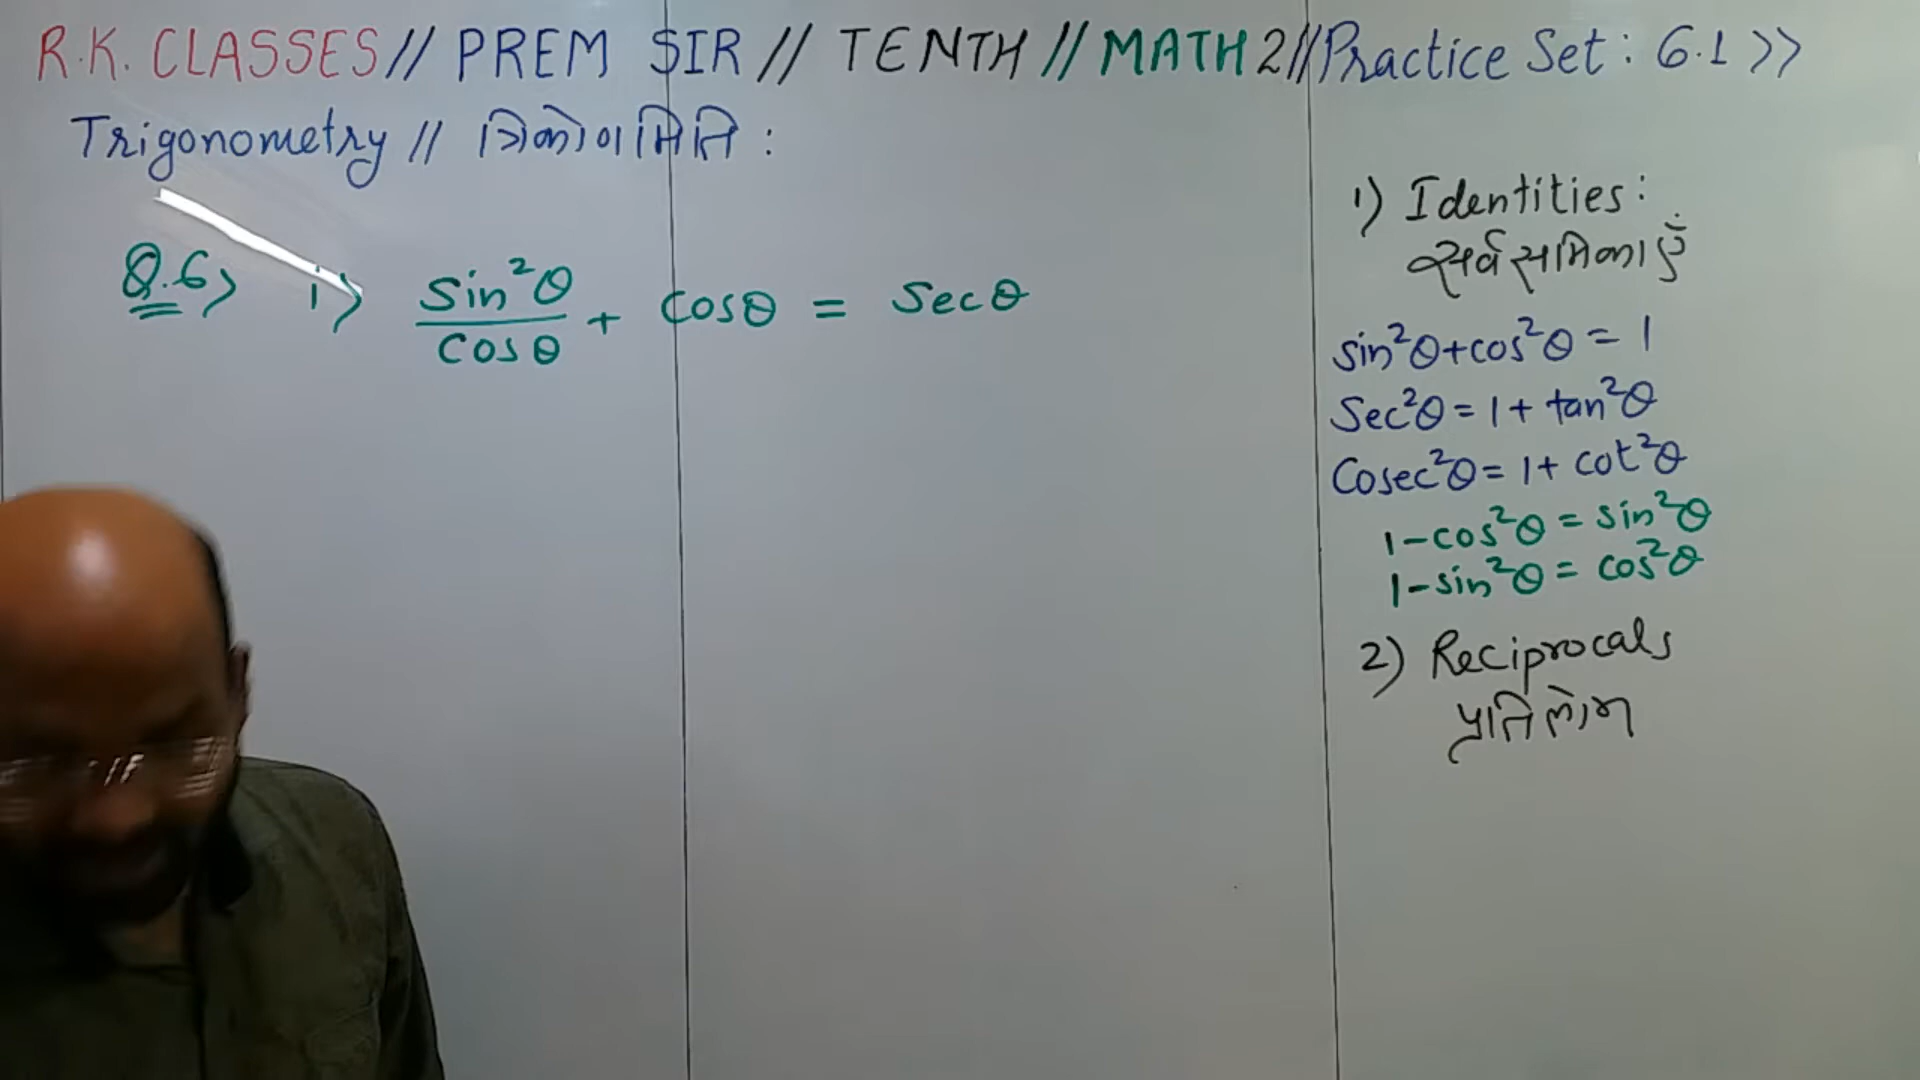 R.K. CLASSES // PREM SIR // TENTH // MATH 2 // Practice Set : 6.1 >>
Trigonometry // त्रिकोणमिति :
Q.6> i> sin²θ/cosθ + cosθ = secθ
1) Identities :
सर्वसमिकाएँ :
sin²θ+cos²θ = 1
Sec²θ = 1 + tan²θ
Cosec²θ = 1 + cot²θ
1-cos²θ = sin²θ
1-sin²θ = cos²θ
2) Reciprocals
प्रतिलोम